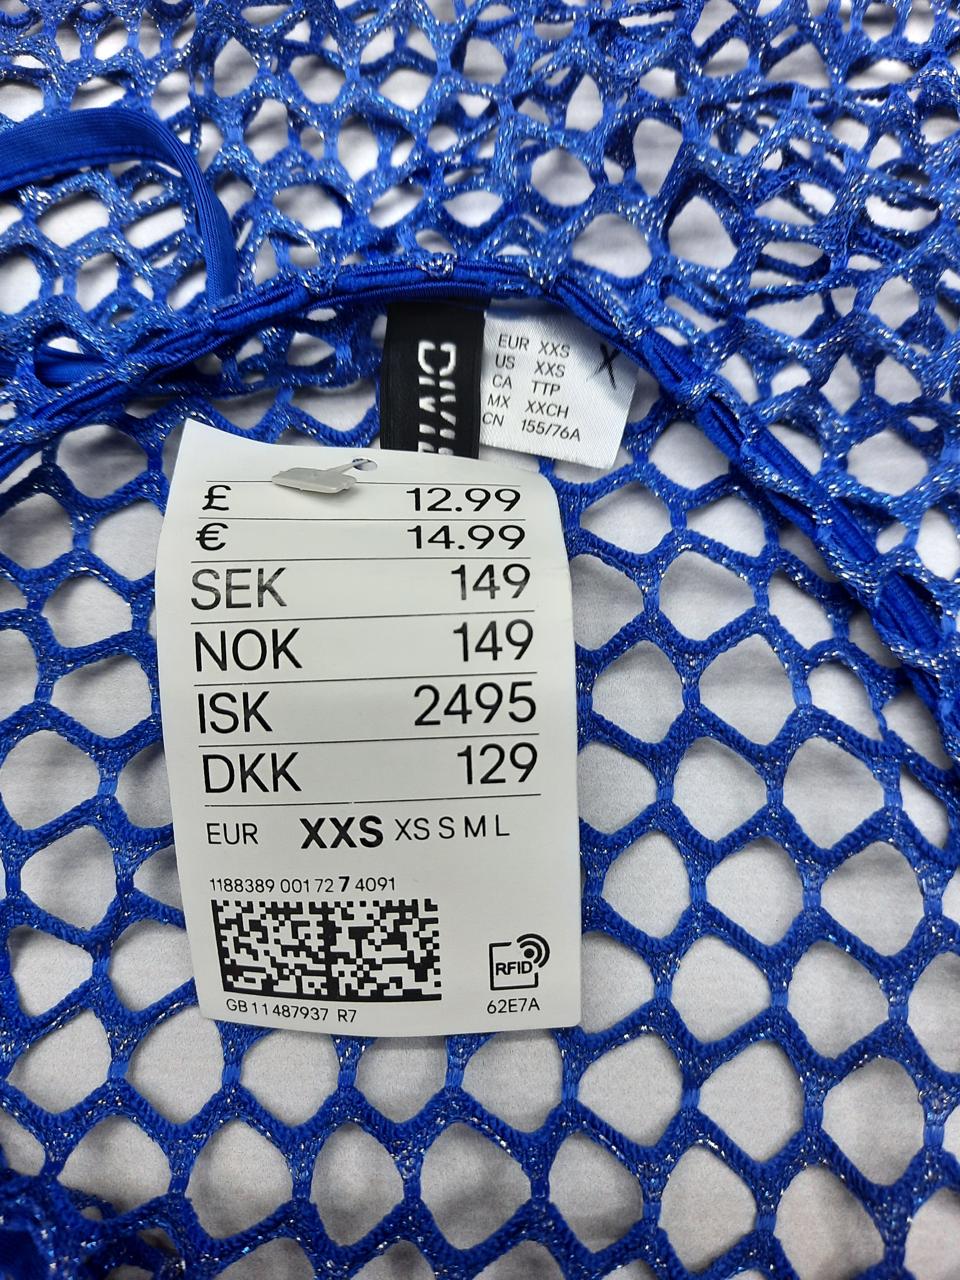 EUR XXS
US XXS
CA TTP
MX XXCH
CN 155/76A
X
£ 12.99
€ 14.99
SEK 149
NOK 149
ISK 2495
DKK 129
EUR XXS XS S M L
1188389 001 72 7 4091
RFID
GB 11487937 R7
62E7A